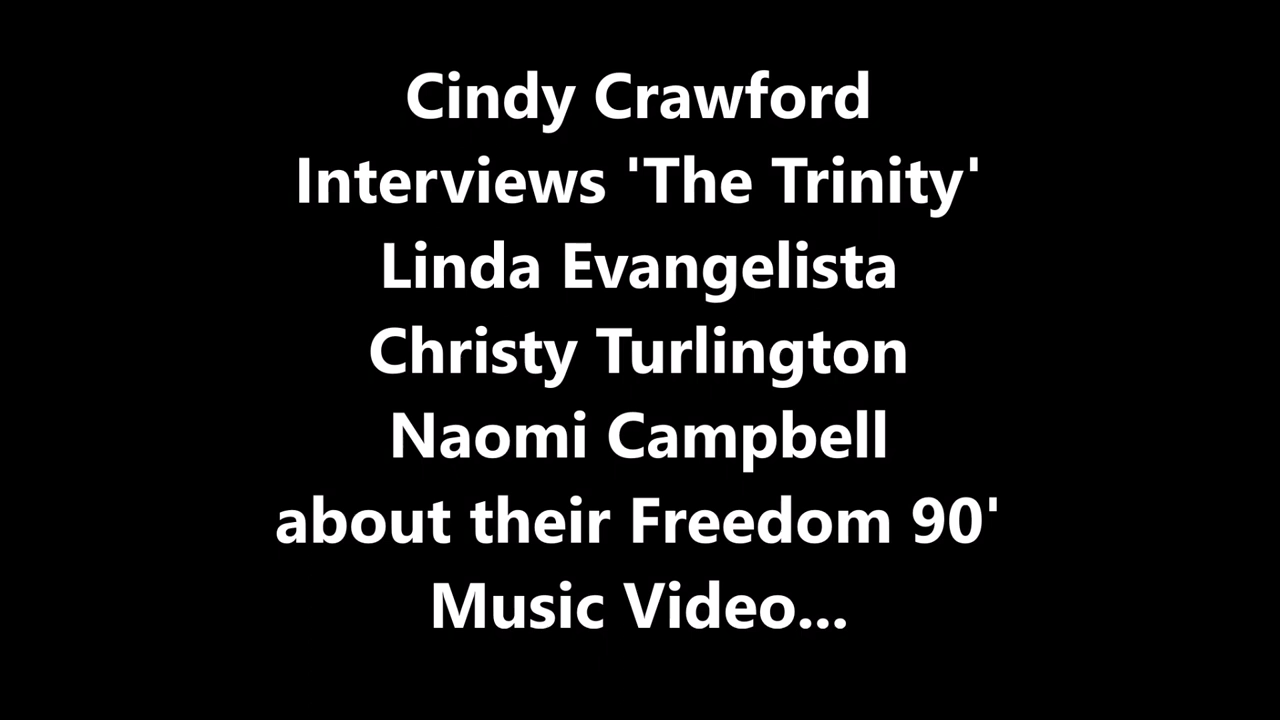 Cindy Crawford
Interviews 'The Trinity'
Linda Evangelista
Christy Turlington
Naomi Campbell
about their Freedom 90'
Music Video...